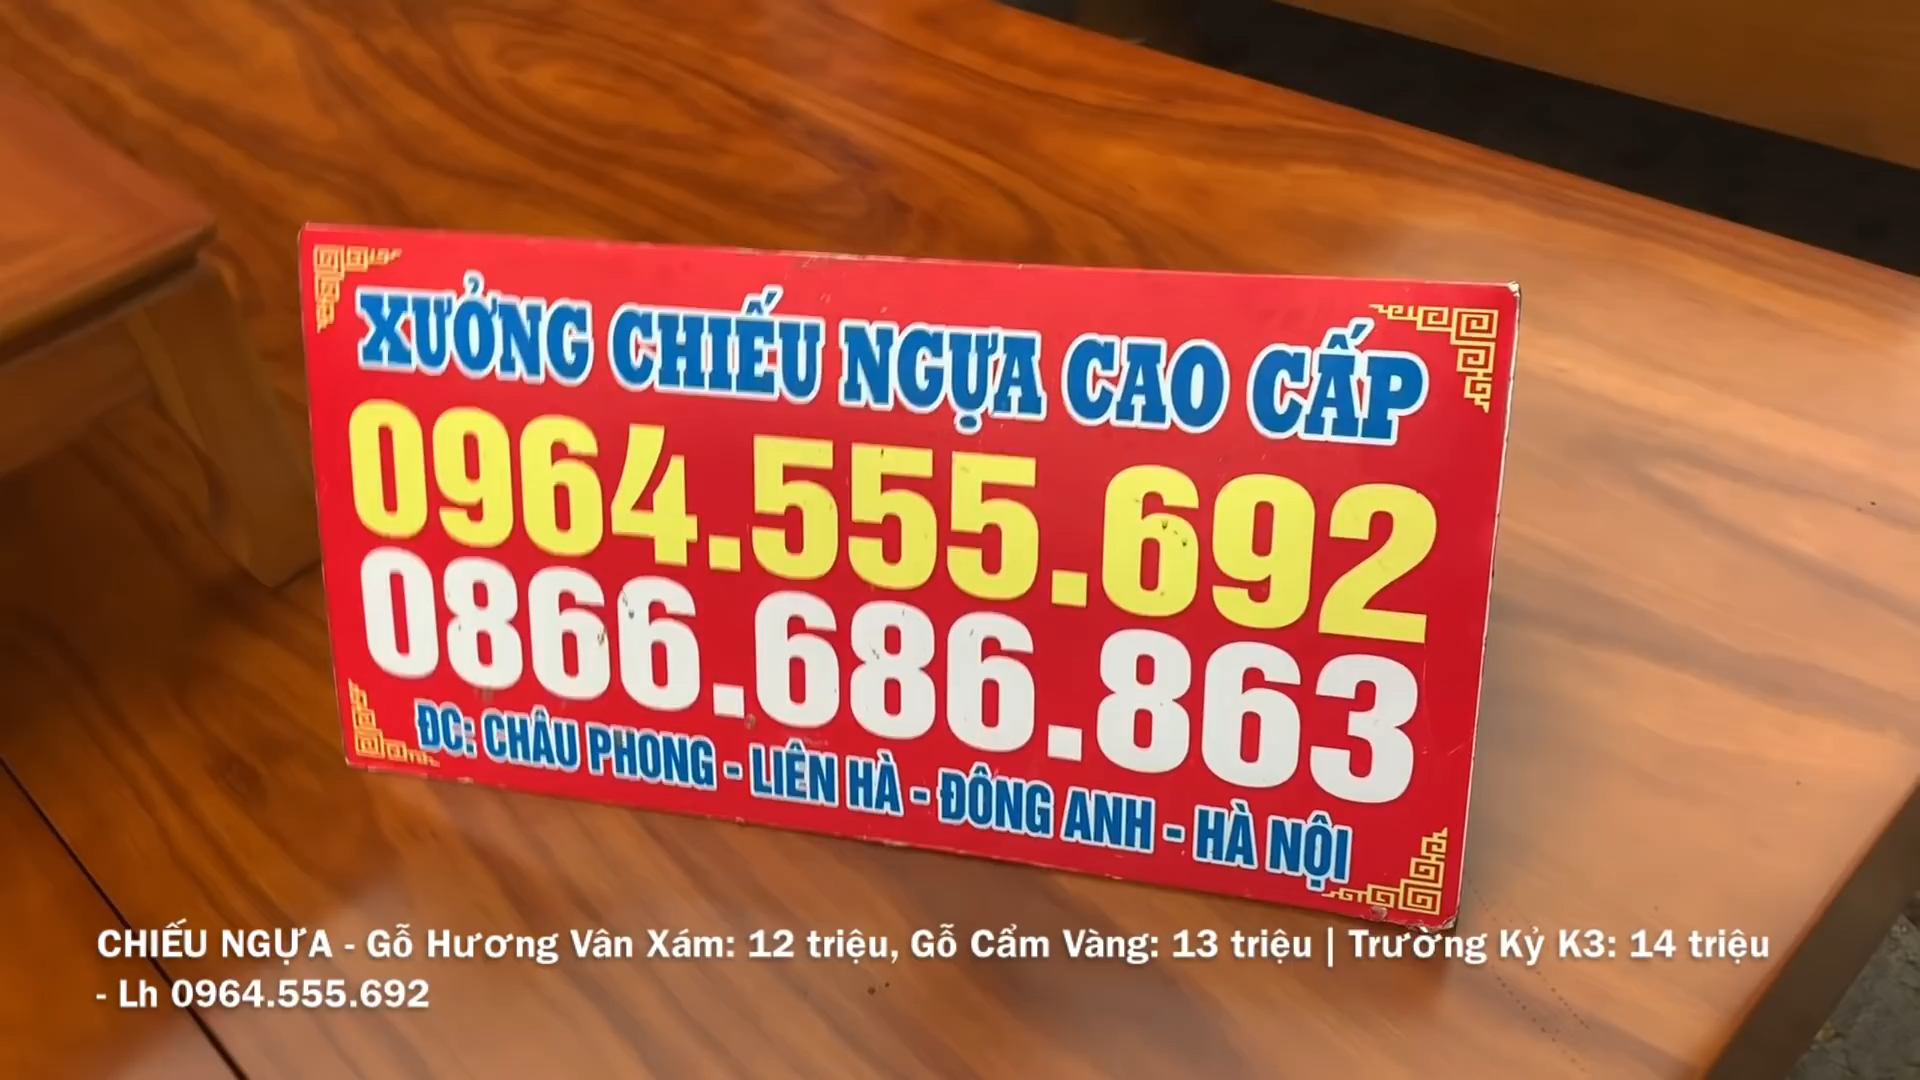 XƯỞNG CHIẾU NGỰA CAO CẤP
0964.555.692
0866.686.863
ĐC: CHÂU PHONG - LIÊN HÀ - ĐÔNG ANH - HÀ NỘI
CHIẾU NGỰA - Gỗ Hương Vân Xám: 12 triệu, Gỗ Cẩm Vàng: 13 triệu | Trường Kỷ K3: 14 triệu
- Lh 0964.555.692